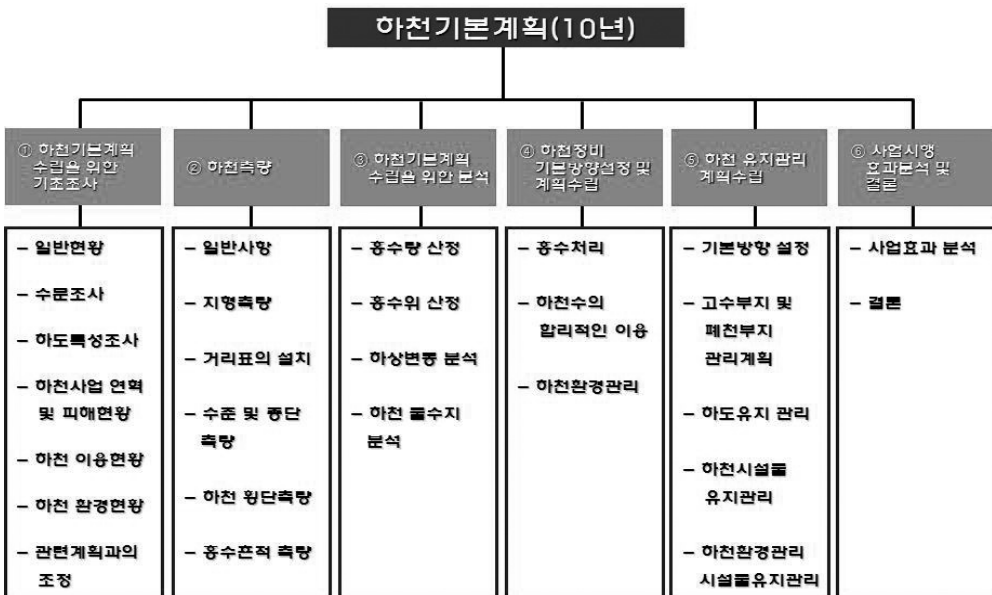 하천기본계획(10년)
① 하천기본계획
수립을 위한
기초조사
– 일반현황
– 수문조사
– 하도특성조사
– 하천사업 연혁
및 피해현황
– 하천 이용현황
– 하천 환경현황
– 관련계획과의
조정
② 하천측량
– 일반사항
– 지형측량
– 거리표의 설치
– 수준 및 종단
측량
– 하천 횡단측량
– 홍수흔적 측량
③ 하천기본계획
수립을 위한 분석
– 홍수량 산정
– 홍수위 산정
– 하상변동 분석
– 하천 물수지
분석
④ 하천정비
기본방향설정 및
계획수립
– 홍수처리
– 하천수의
합리적인 이용
– 하천환경관리
⑤ 하천 유지관리
계획수립
– 기본방향 설정
– 고수부지 및
폐천부지
관리계획
– 하도유지 관리
– 하천시설물
유지관리
– 하천환경관리
시설물유지관리
⑥ 사업시행
효과분석 및
결론
– 사업효과 분석
– 결론